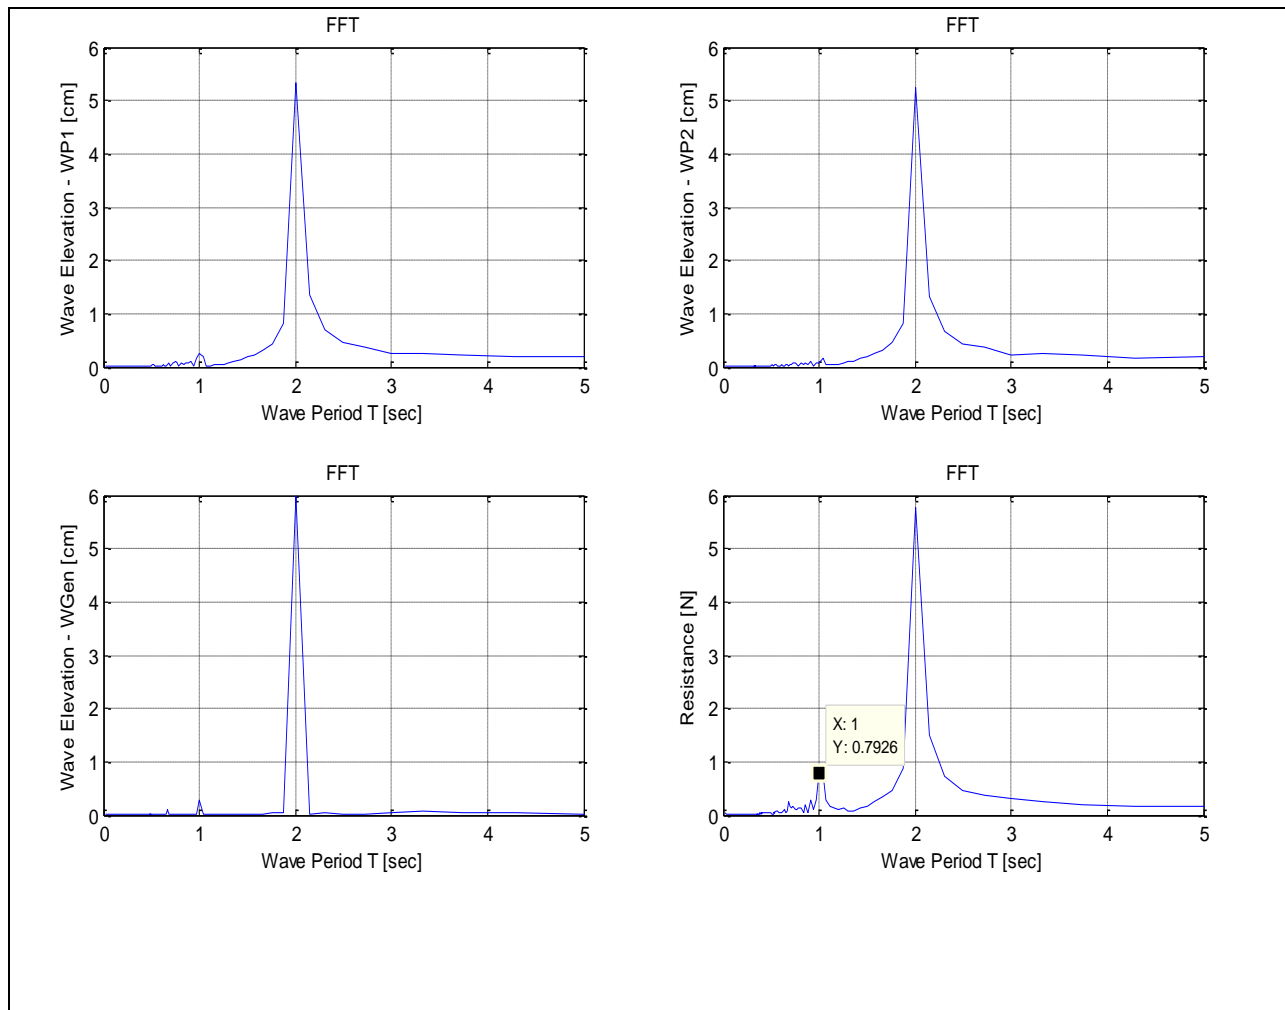 FFT
Wave Elevation - WP1 [cm]
6
5
4
3
2
1
0
0 1 2 3 4 5
Wave Period T [sec]
FFT
Wave Elevation - WP2 [cm]
6
5
4
3
2
1
0
0 1 2 3 4 5
Wave Period T [sec]
FFT
Wave Elevation - WGen [cm]
6
5
4
3
2
1
0
0 1 2 3 4 5
Wave Period T [sec]
FFT
Resistance [N]
6
5
4
3
2
1
0
X: 1
Y: 0.7926
0 1 2 3 4 5
Wave Period T [sec]